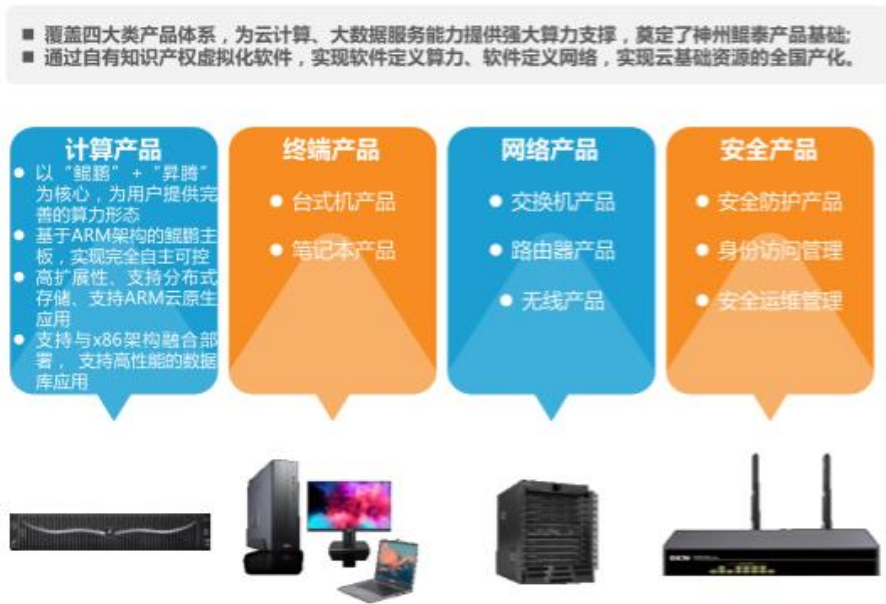 ■ 覆盖四大类产品体系，为云计算、大数据服务能力提供强大算力支撑，奠定了神州鲲泰产品基础;
■ 通过自有知识产权虚拟化软件，实现软件定义算力、软件定义网络，实现云基础资源的全国产化。
计算产品
● 以“鲲鹏”+“昇腾”
为核心，为用户提供完
善的算力形态
● 基于ARM架构的鲲鹏主
板，实现完全自主可控
● 高扩展性、支持分布式
存储、支持ARM云原生
应用
● 支持与x86架构融合部
署， 支持高性能的数据
库应用
终端产品
● 台式机产品
● 笔记本产品
网络产品
● 交换机产品
● 路由器产品
● 无线产品
安全产品
● 安全防护产品
● 身份访问管理
● 安全运维管理
DCN